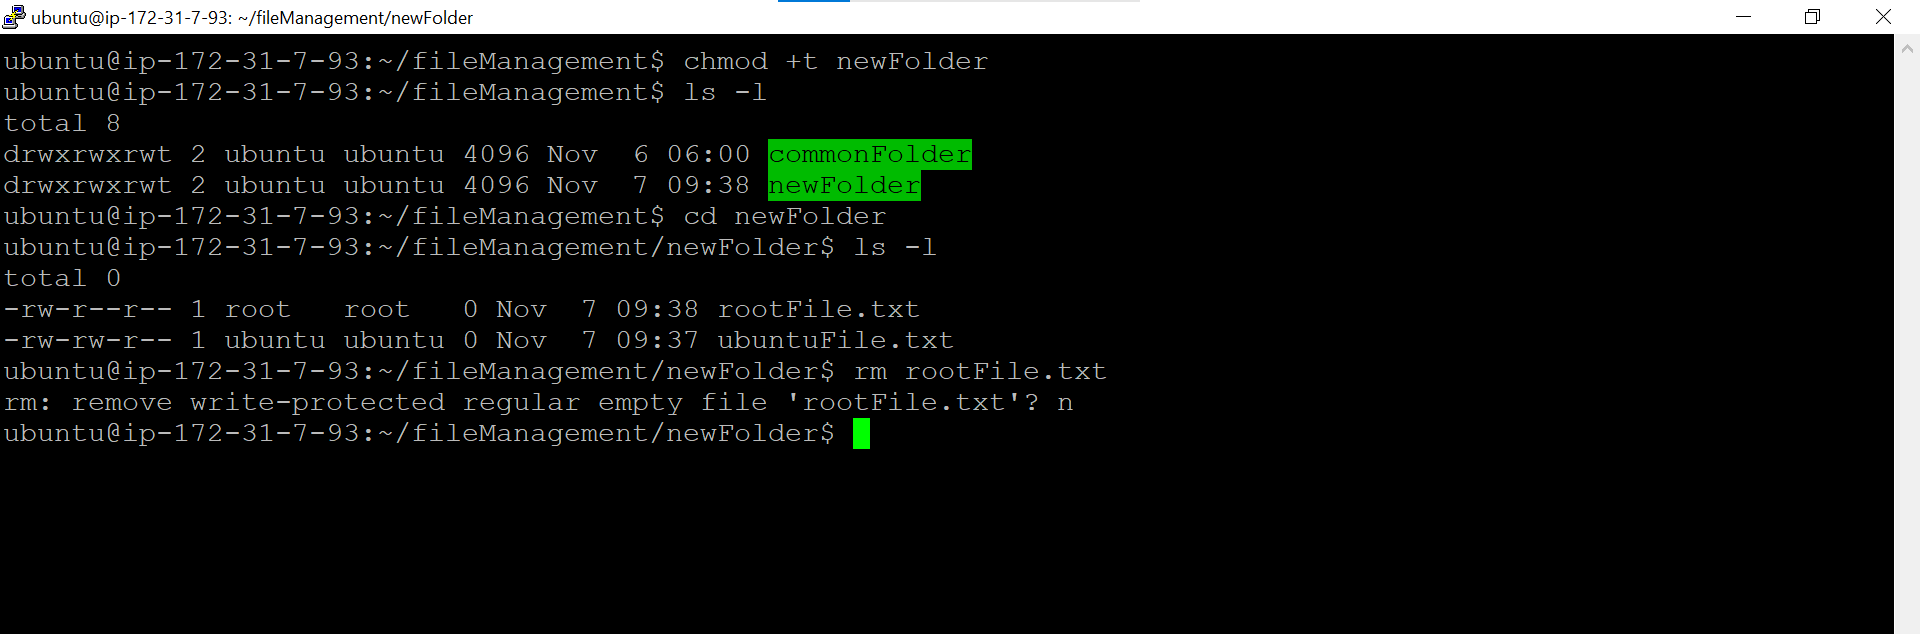 ubuntu@ip-172-31-7-93: ~/fileManagement/newFolder
ubuntu@ip-172-31-7-93:~/fileManagement$ chmod +t newFolder
ubuntu@ip-172-31-7-93:~/fileManagement$ ls -l
total 8
drwxrwxrwt 2 ubuntu ubuntu 4096 Nov  6 06:00 commonFolder
drwxrwxrwt 2 ubuntu ubuntu 4096 Nov  7 09:38 newFolder
ubuntu@ip-172-31-7-93:~/fileManagement$ cd newFolder
ubuntu@ip-172-31-7-93:~/fileManagement/newFolder$ ls -l
total 0
-rw-r--r-- 1 root   root   0 Nov  7 09:38 rootFile.txt
-rw-rw-r-- 1 ubuntu ubuntu 0 Nov  7 09:37 ubuntuFile.txt
ubuntu@ip-172-31-7-93:~/fileManagement/newFolder$ rm rootFile.txt
rm: remove write-protected regular empty file 'rootFile.txt'? n
ubuntu@ip-172-31-7-93:~/fileManagement/newFolder$